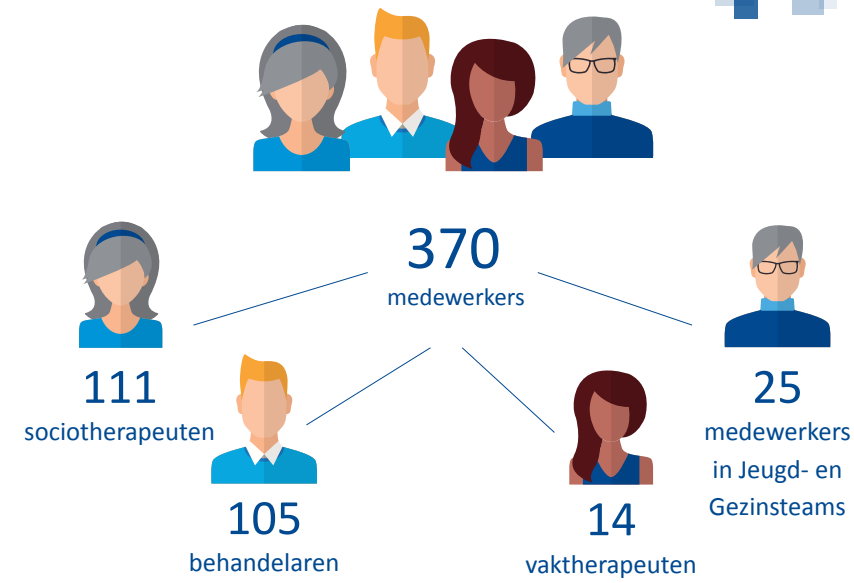 370
medewerkers
111
sociotherapeuten
105
behandelaren
14
vaktherapeuten
25
medewerkers
in Jeugd- en
Gezinsteams